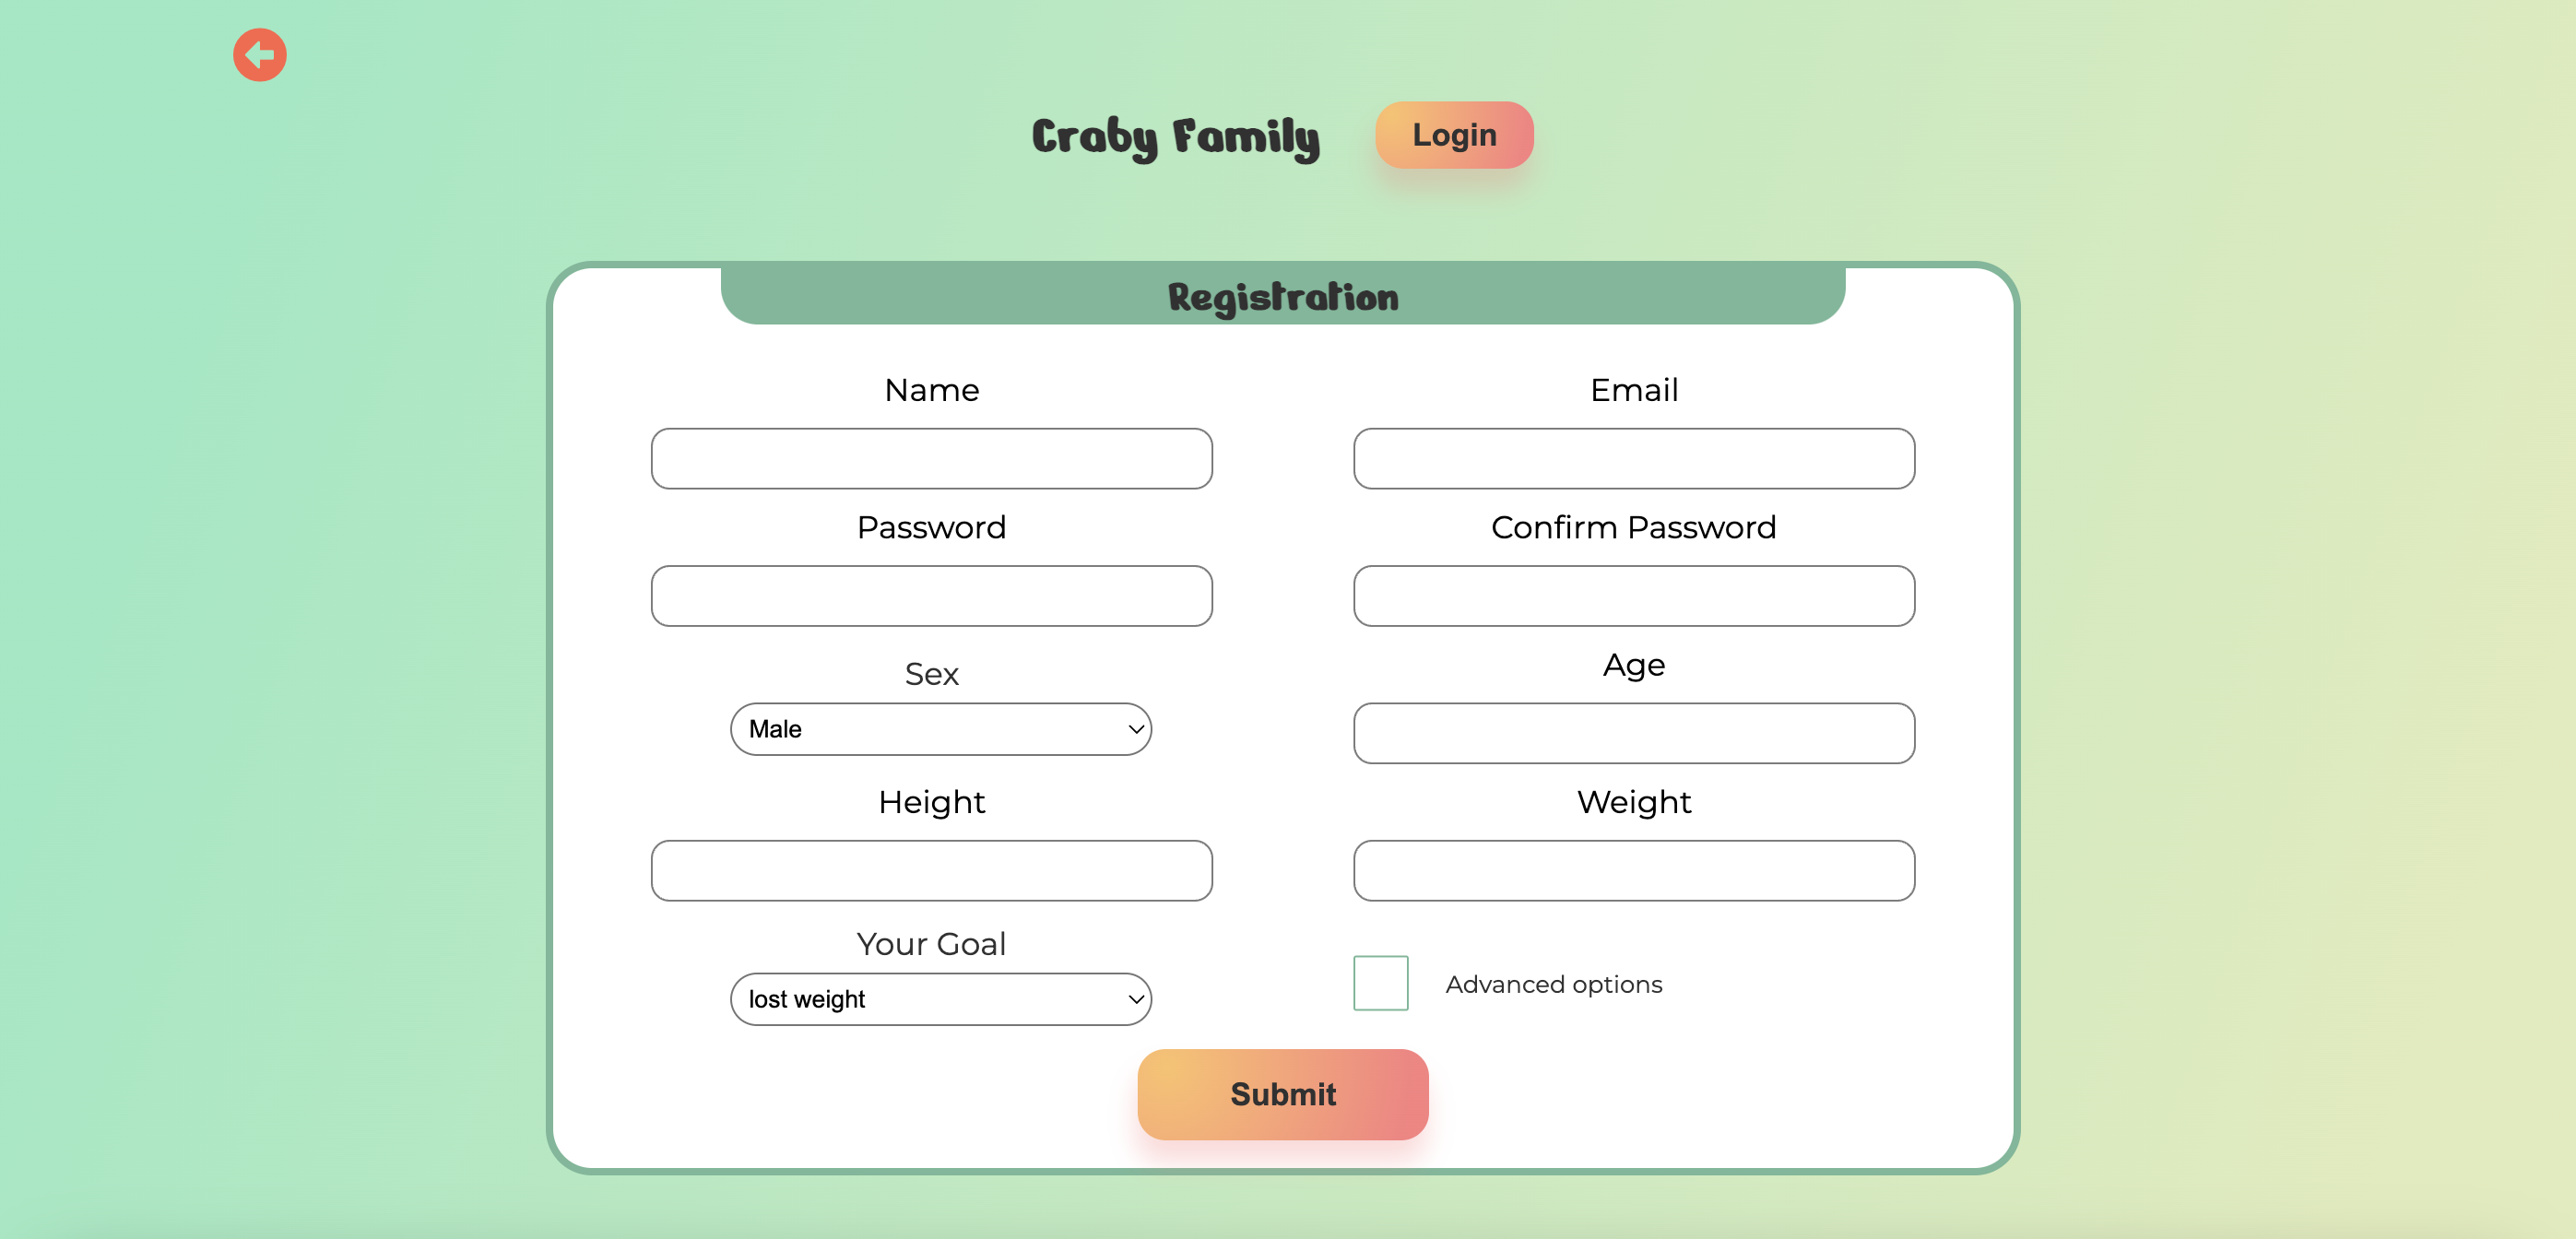 Craby Family
Login
Registration
Name
Email
Password
Confirm Password
Sex
Age
Male
Height
Weight
Your Goal
lost weight
Advanced options
Submit